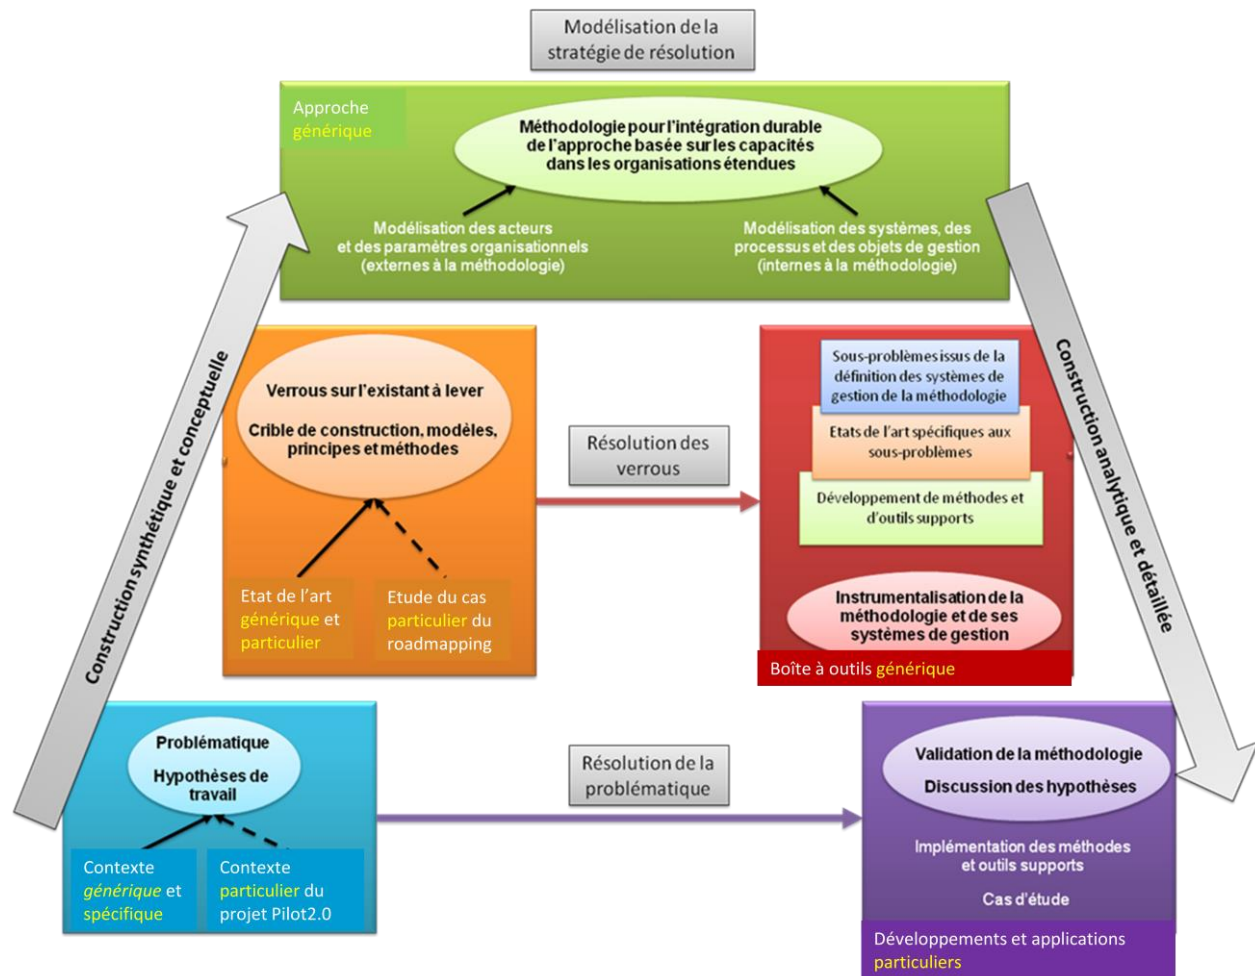 Modélisation de la
stratégie de résolution
Approche
générique
Méthodologie pour l'intégration durable
de l'approche basée sur les capacités
dans les organisations étendues
Modélisation des acteurs
et des paramètres organisationnels
(externes à la méthodologie)
Modélisation des systèmes, des
processus et des objets de gestion
(internes à la méthodologie)
Construction synthétique et conceptuelle
Verrous sur l'existant à lever
Crible de construction, modèles,
principes et méthodes
Etat de l'art
générique et
particulier
Etude du cas
particulier du
roadmapping
Résolution des
verrous
Sous-problèmes issus de la
définition des systèmes de
gestion de la méthodologie
Etats de l'art spécifiques aux
sous-problèmes
Développement de méthodes et
d'outils supports
Instrumentalisation de la
méthodologie et de ses
systèmes de gestion
Boîte à outils générique
Construction analytique et détaillée
Problématique
Hypothèses de
travail
Contexte
générique et
spécifique
Contexte
particulier du
projet Pilot2.0
Résolution de la
problématique
Validation de la méthodologie
Discussion des hypothèses
Implémentation des méthodes
et outils supports
Cas d'étude
Développements et applications
particuliers